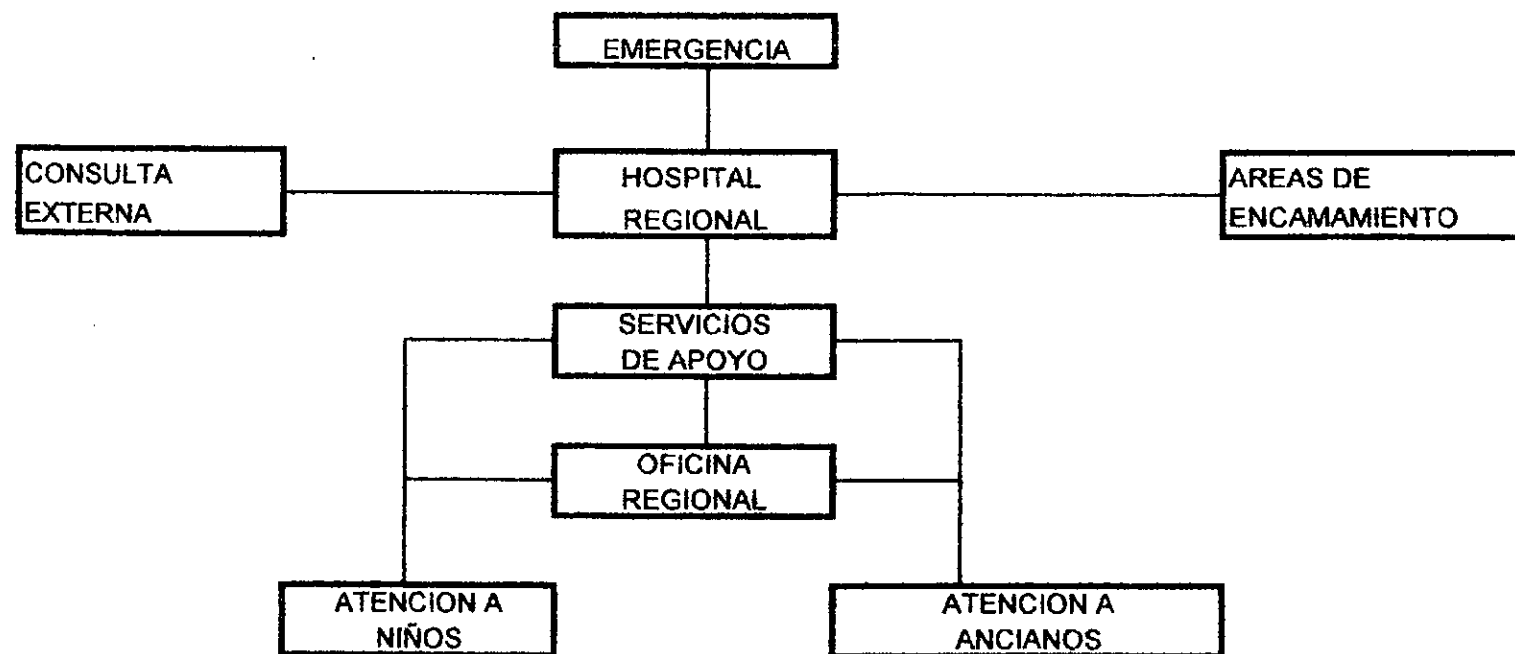 EMERGENCIA
CONSULTA
EXTERNA
HOSPITAL
REGIONAL
AREAS DE
ENCAMAMIENTO
SERVICIOS
DE APOYO
OFICINA
REGIONAL
ATENCION A
NIÑOS
ATENCION A
ANCIANOS